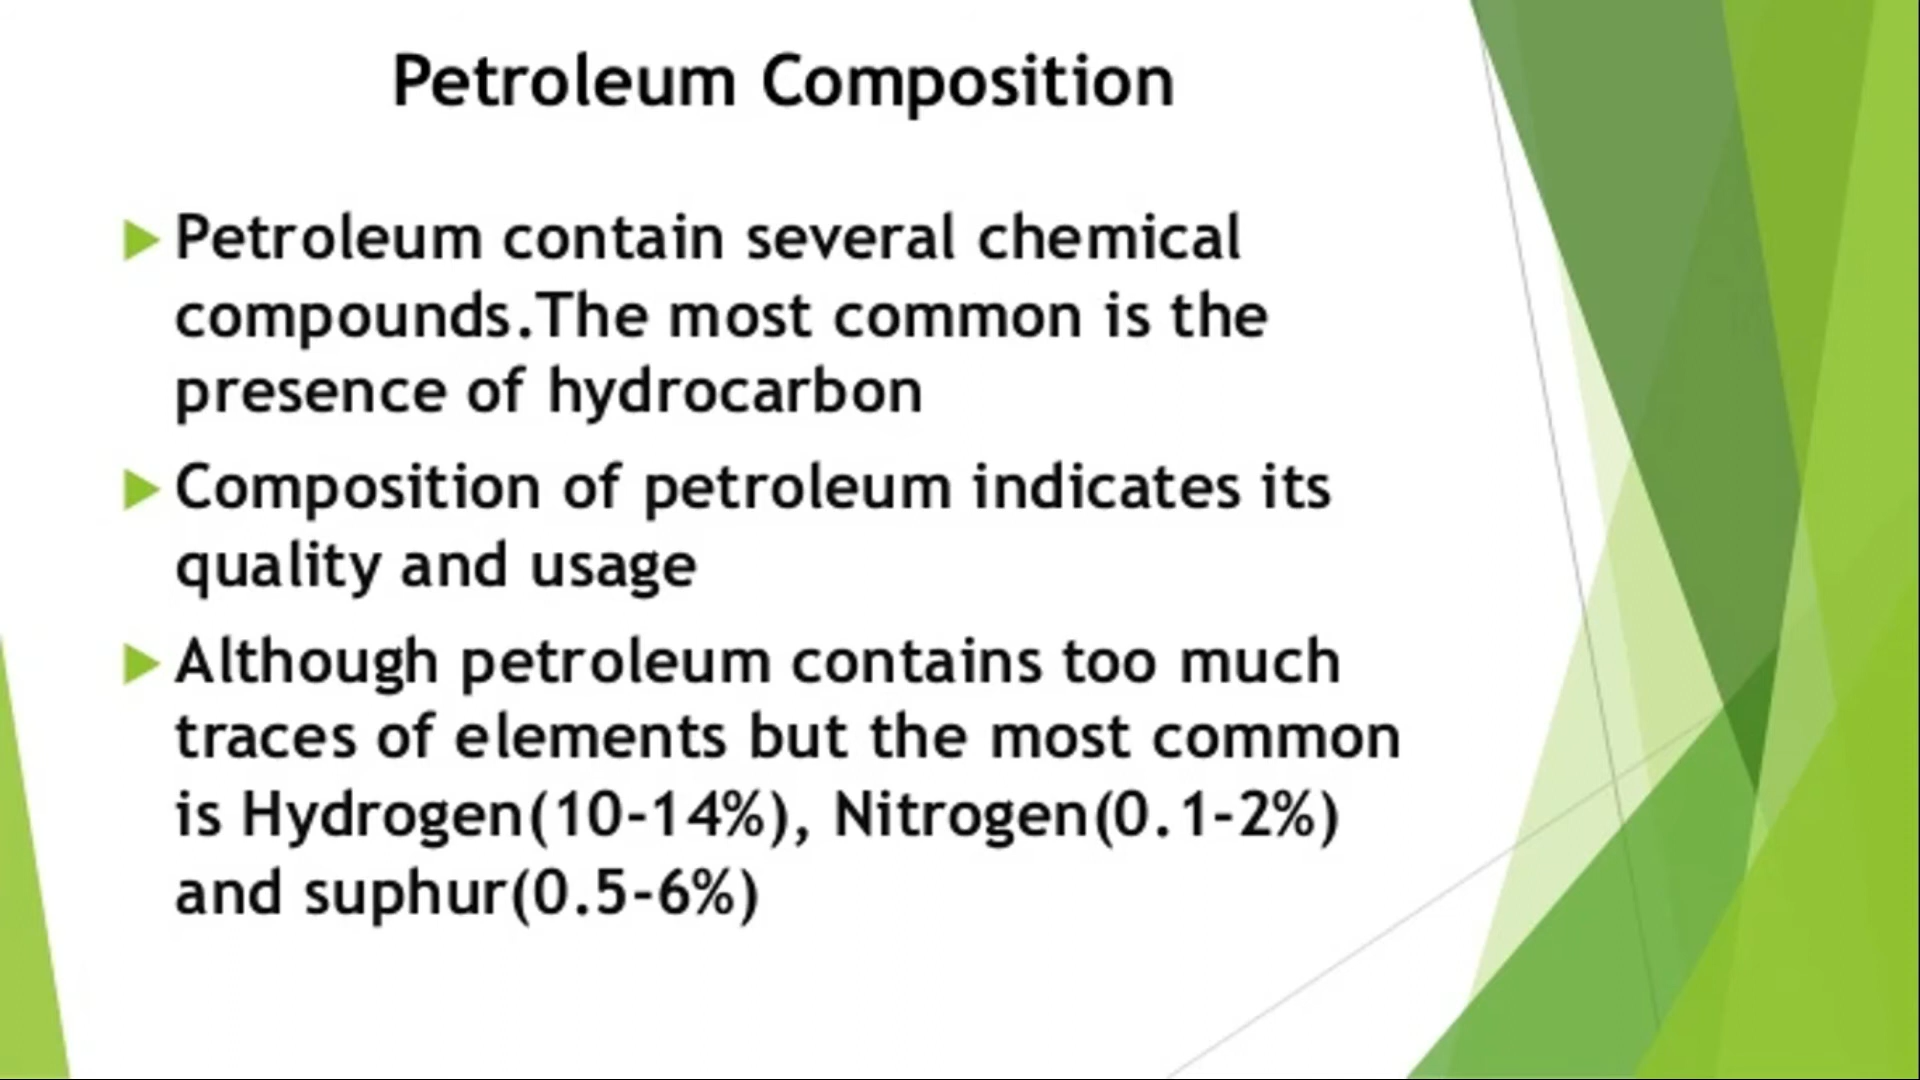 Petroleum Composition
Petroleum contain several chemical
compounds.The most common is the
presence of hydrocarbon
Composition of petroleum indicates its
quality and usage
Although petroleum contains too much
traces of elements but the most common
is Hydrogen(10-14%), Nitrogen(0.1-2%)
and suphur(0.5-6%)